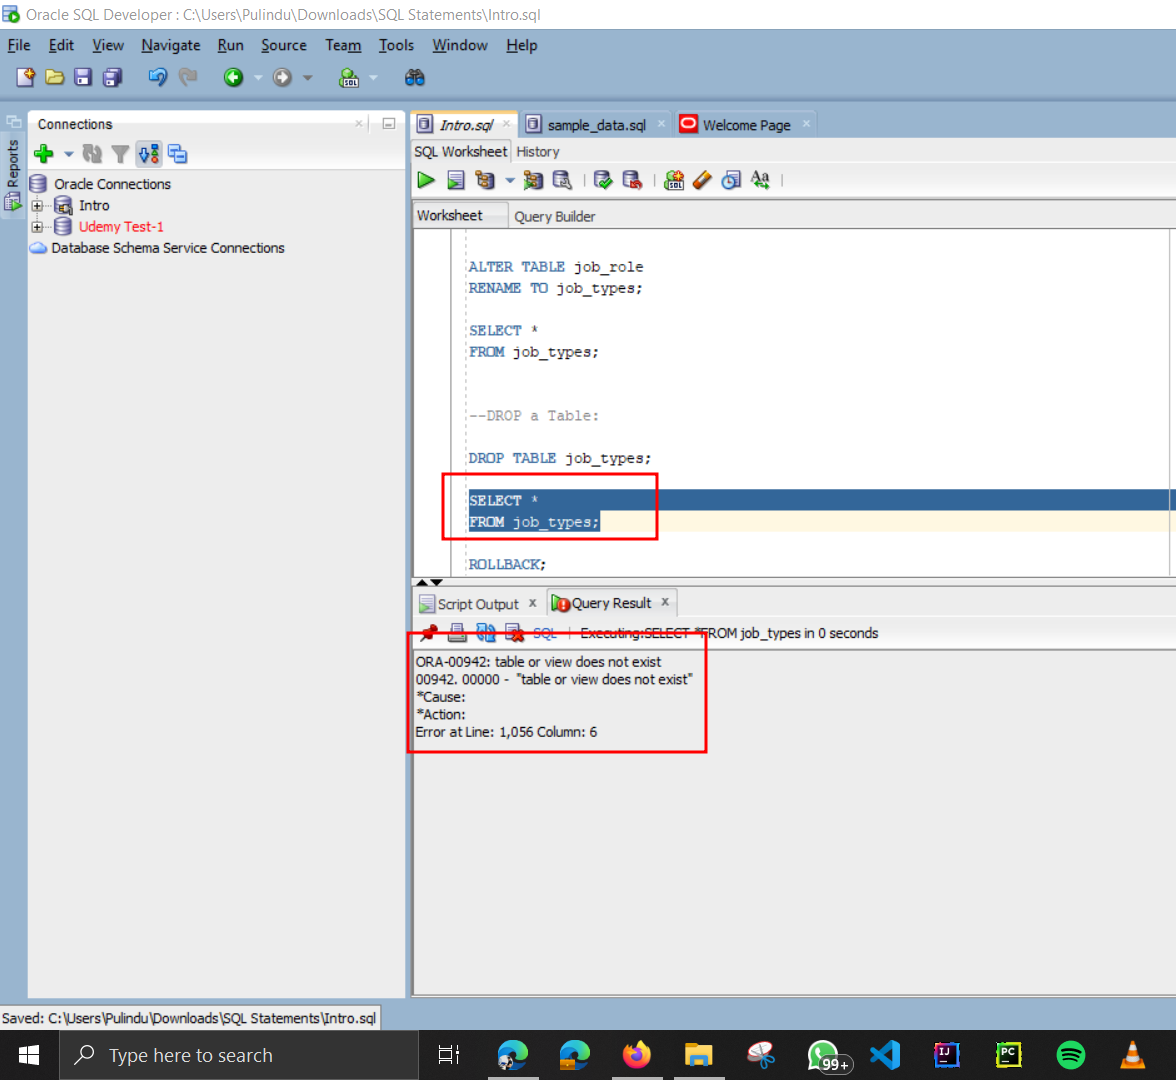 Oracle SQL Developer : C:\Users\Pulindu\Downloads\SQL Statements\Intro.sql
File Edit View Navigate Run Source Team Tools Window Help
SQL
Reports
Connections
Oracle Connections
Intro
Udemy Test-1
Database Schema Service Connections
Intro.sql sample_data.sql Welcome Page
SQL Worksheet History
SQL Aa
Worksheet Query Builder
ALTER TABLE job_role
RENAME TO job_types;
SELECT *
FROM job_types;
--DROP a Table:
DROP TABLE job_types;
SELECT *
FROM job_types;
ROLLBACK;
Script Output x Query Result x
SQL | Executing:SELECT *FROM job_types in 0 seconds
ORA-00942: table or view does not exist
00942. 00000 - "table or view does not exist"
*Cause:
*Action:
Error at Line: 1,056 Column: 6
Saved: C:\Users\Pulindu\Downloads\SQL Statements\Intro.sql
Type here to search
99+
IJ
PC